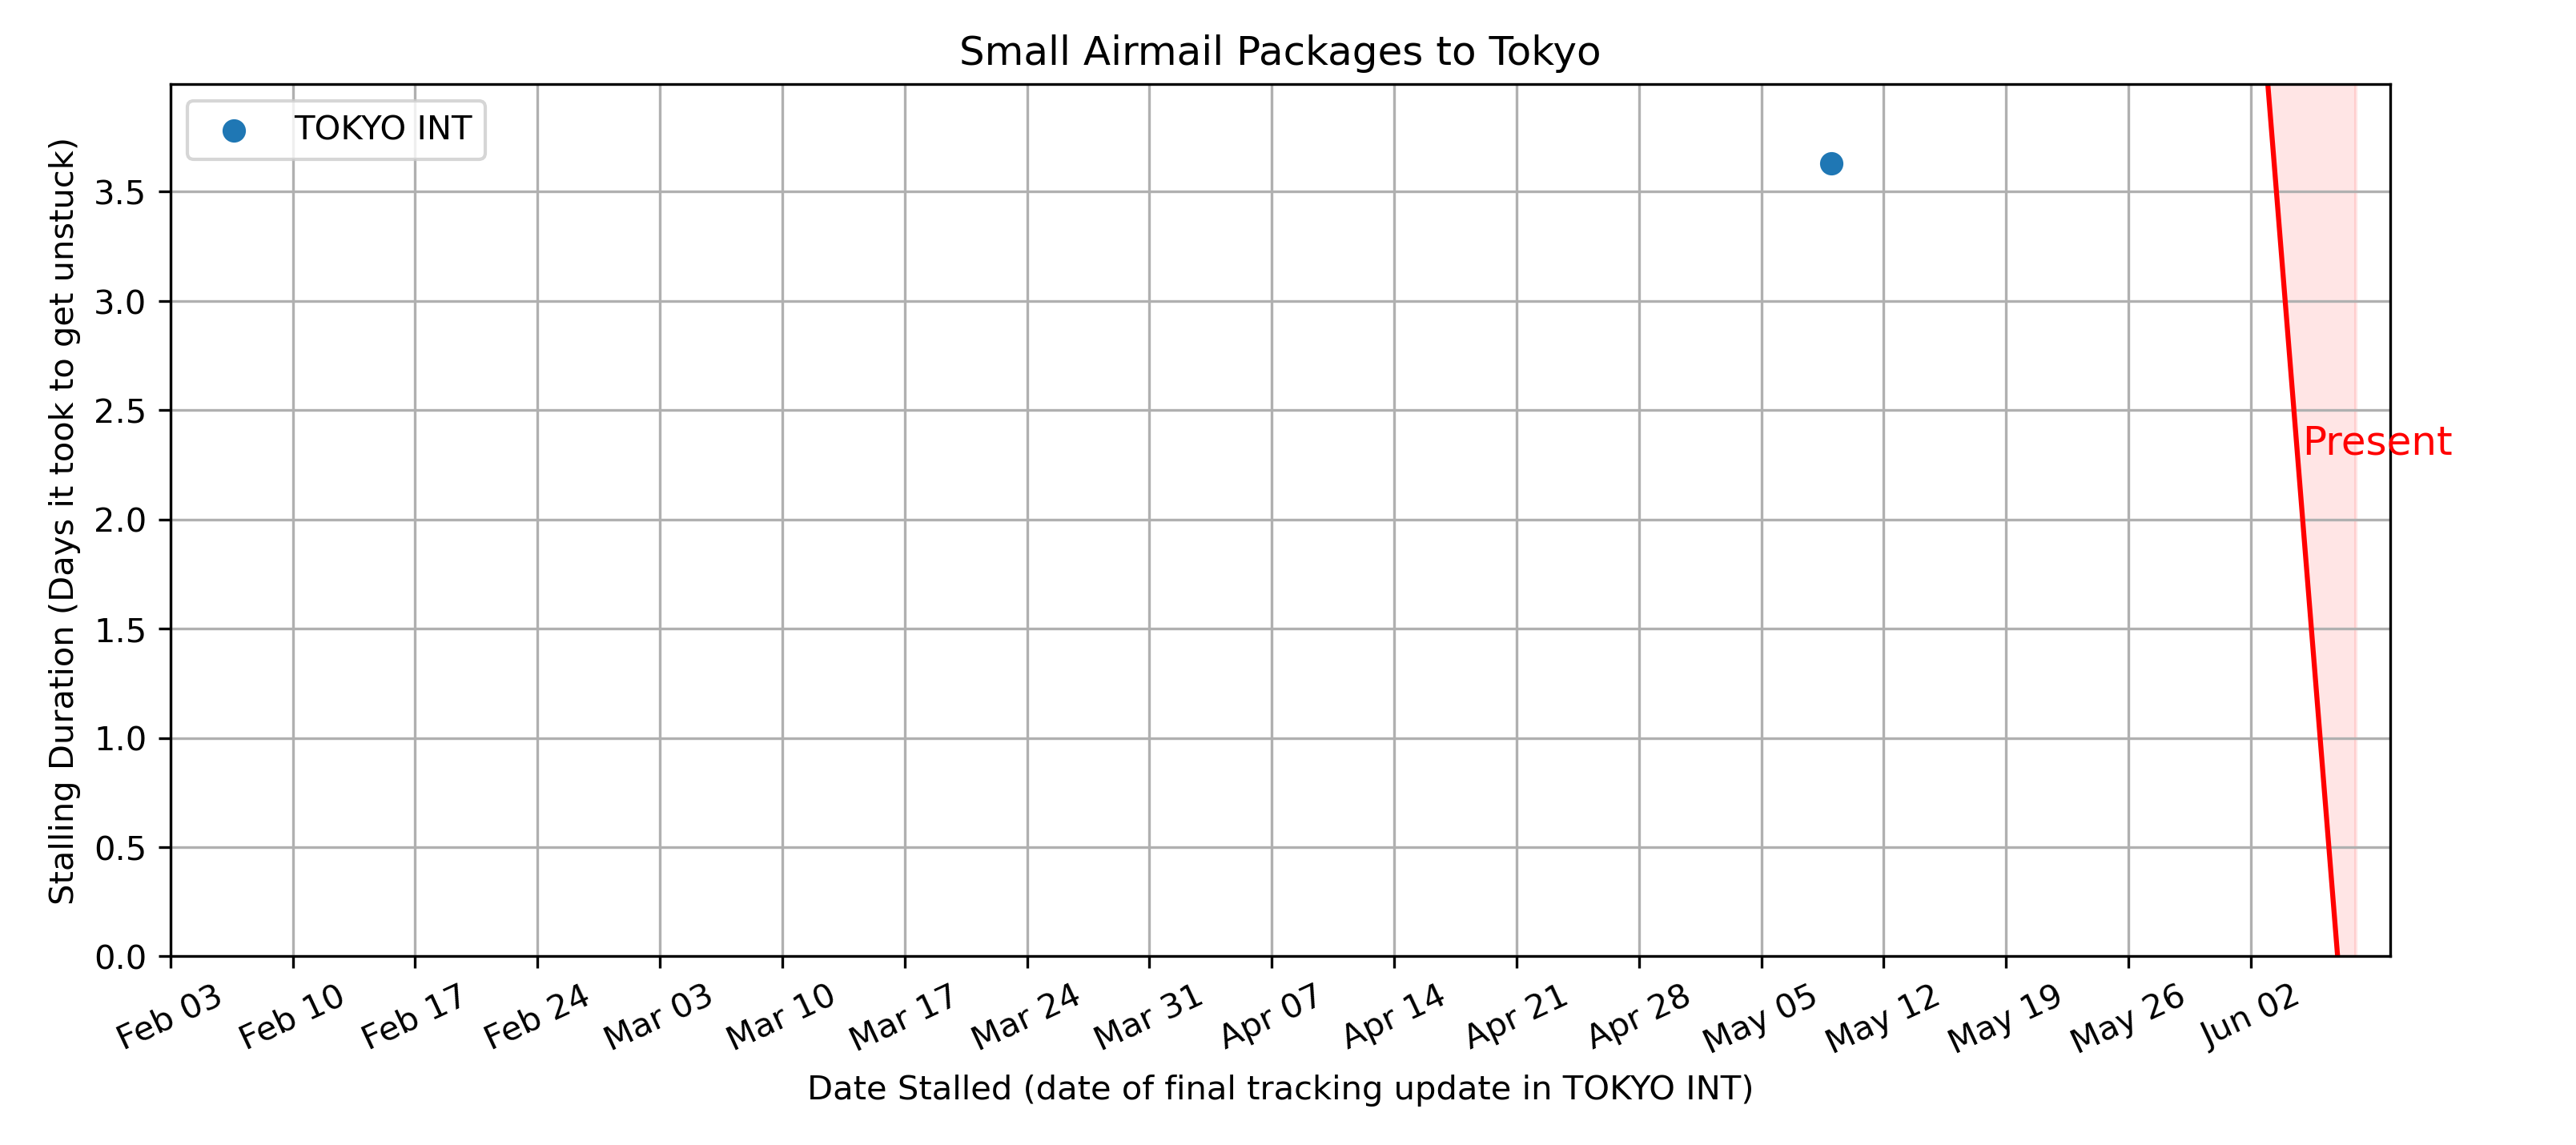 Small Airmail Packages to Tokyo
TOKYO INT
Stalling Duration (Days it took to get unstuck)
3.5
3.0
2.5
2.0
1.5
1.0
0.5
0.0
Present
Feb 03
Feb 10
Feb 17
Feb 24
Mar 03
Mar 10
Mar 17
Mar 24
Mar 31
Apr 07
Apr 14
Apr 21
Apr 28
May 05
May 12
May 19
May 26
Jun 02
Date Stalled (date of final tracking update in TOKYO INT)